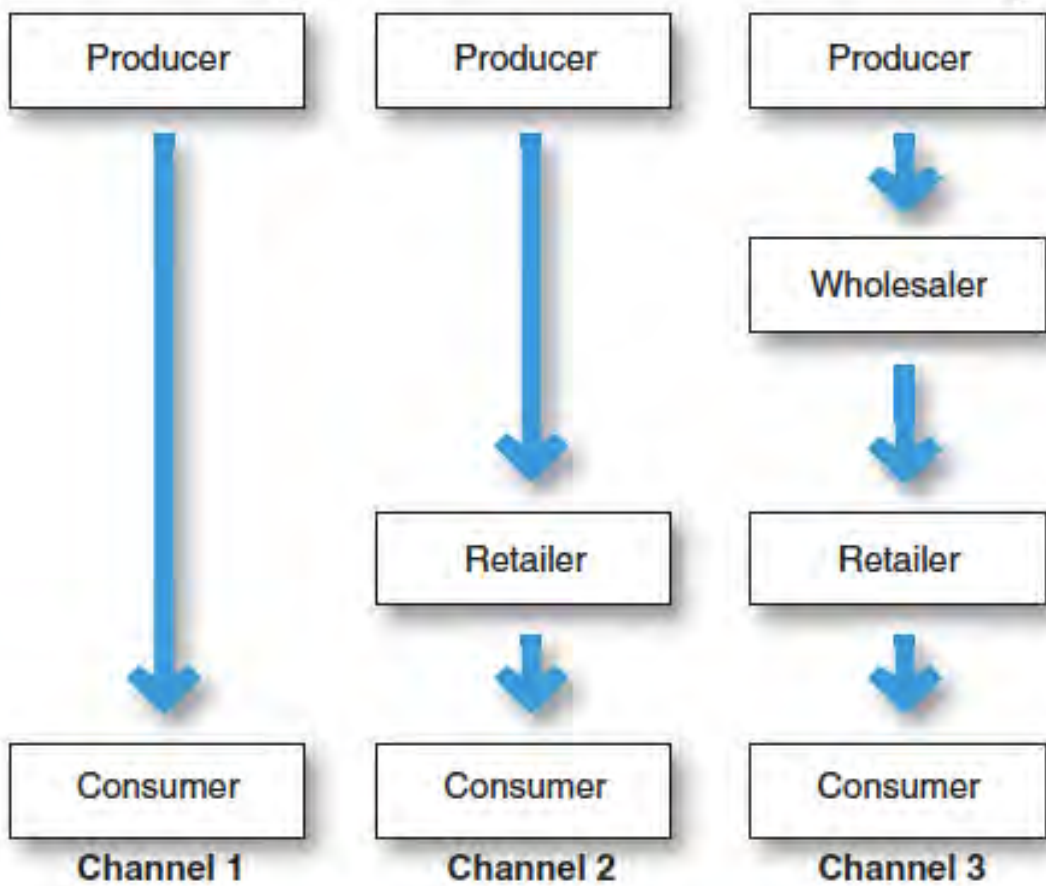 Producer
Producer
Producer
Wholesaler
Retailer
Retailer
Consumer
Consumer
Consumer
Channel 1
Channel 2
Channel 3